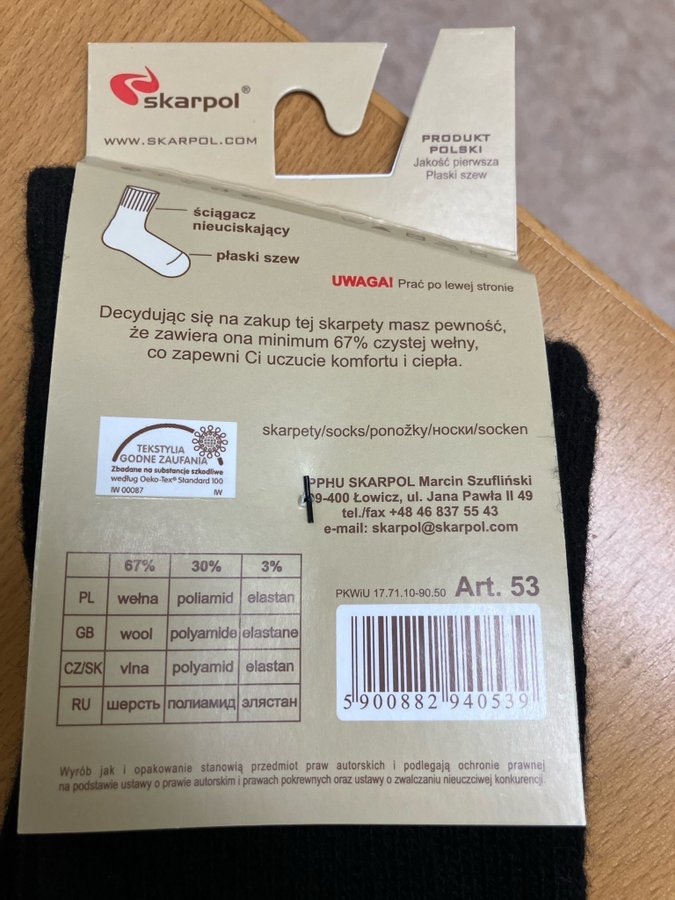 skarpol®
WWW.SKARPOL.COM
PRODUKT
POLSKI
Jakość pierwsza
Płaski szew
ściągacz
nieuciskający
płaski szew
UWAGA! Prać po lewej stronie
Decydując się na zakup tej skarpety masz pewność,
że zawiera ona minimum 67% czystej wełny,
co zapewni Ci uczucie komfortu i ciepła.
TEKSTYLIA
GODNE ZAUFANIA
Zbadane na substancje szkodliwe
według Oeko-Tex® Standard 100
IW 00087 IW
skarpety/socks/ponožky/носки/socken
PPHU SKARPOL Marcin Szufliński
99-400 Łowicz, ul. Jana Pawła II 49
tel./fax +48 46 837 55 43
e-mail: skarpol@skarpol.com
67% 30% 3%
PL wełna poliamid elastan
GB wool polyamide elastane
CZ/SK vlna polyamid elastan
RU шерсть полиамид элястан
PKWiU 17.71.10-90.50 Art. 53
5 900882 940539
Wyrób jak i opakowanie stanowią przedmiot praw autorskich i podlegają ochronie prawnej
na podstawie ustawy o prawie autorskim i prawach pokrewnych oraz ustawy o zwalczaniu nieuczciwej konkurencji.